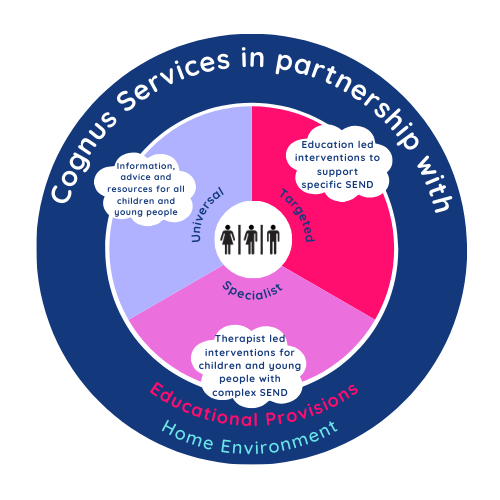 Cognus Services in partnership with
Information,
advice and
resources for all
children and
young people
Universal
Education led
interventions to
support
specific SEND
Targeted
Specialist
Therapist led
interventions for
children and young
people with
complex SEND
Educational Provisions
Home Environment